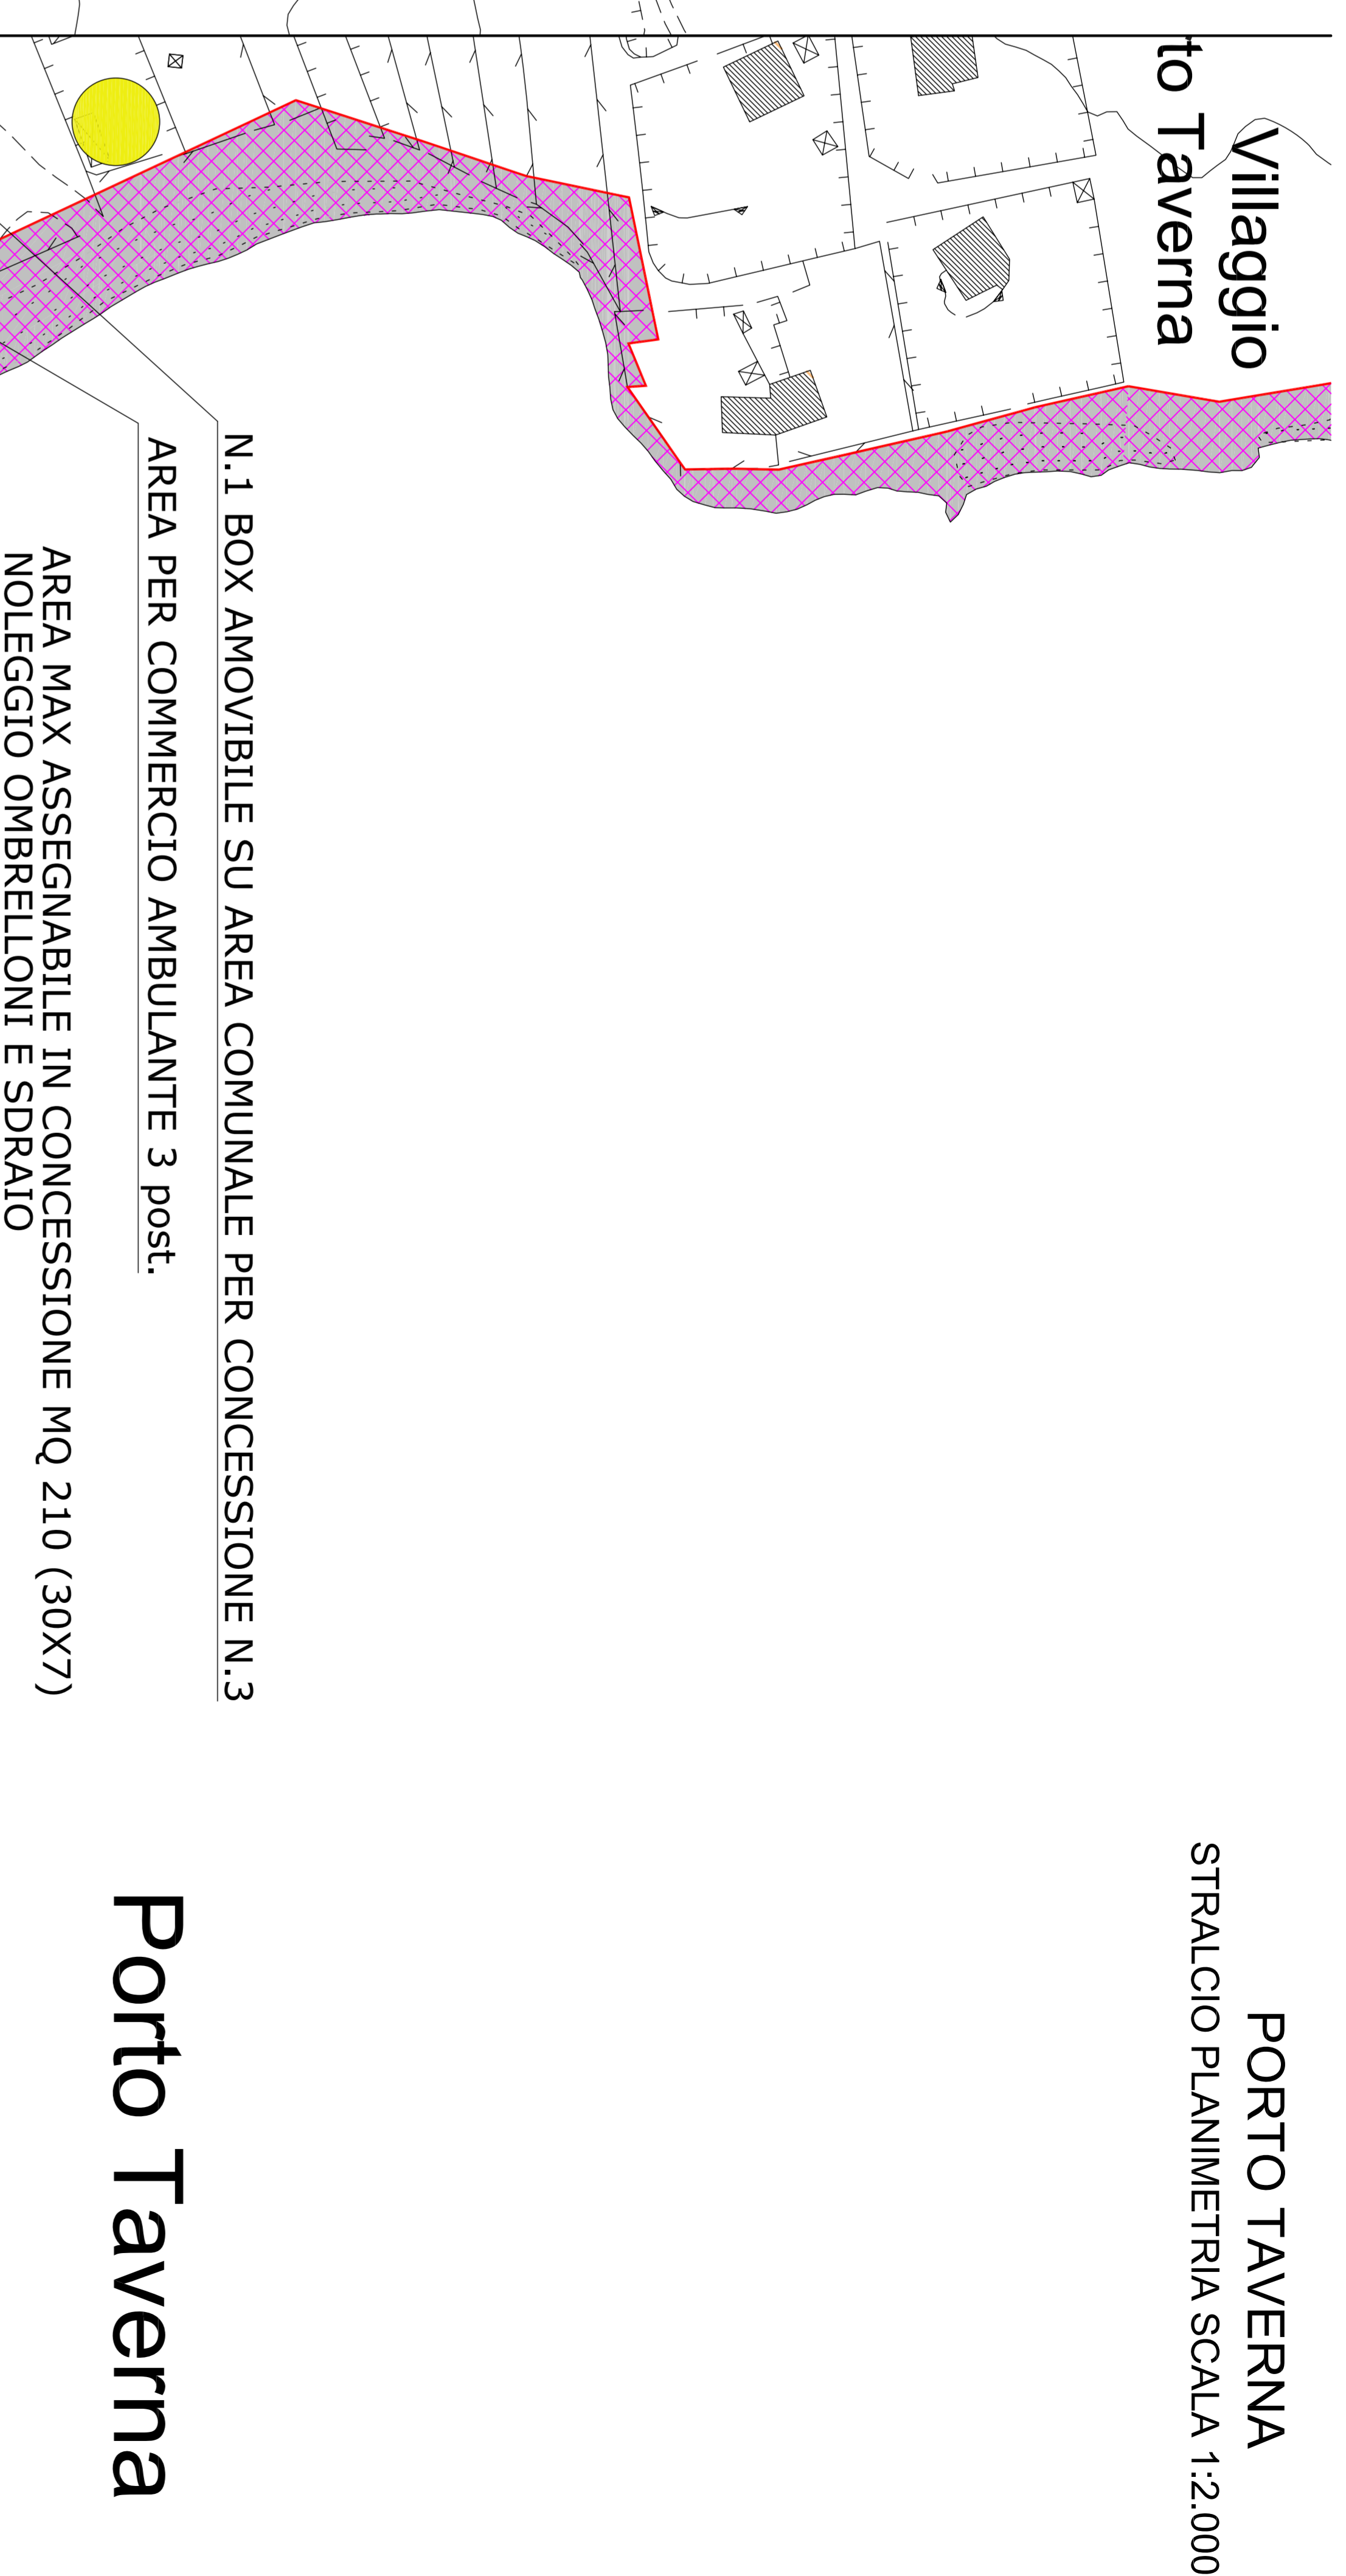 PORTO TAVERNA
STRALCIO PLANIMETRIA SCALA 1:2.000
Villaggio
to Taverna
N.1 BOX AMOVIBILE SU AREA COMUNALE PER CONCESSIONE N.3
AREA PER COMMERCIO AMBULANTE 3 post.
AREA MAX ASSEGNABILE IN CONCESSIONE MQ 210 (30X7)
NOLEGGIO OMBRELLONI E SDRAIO
Porto Taverna